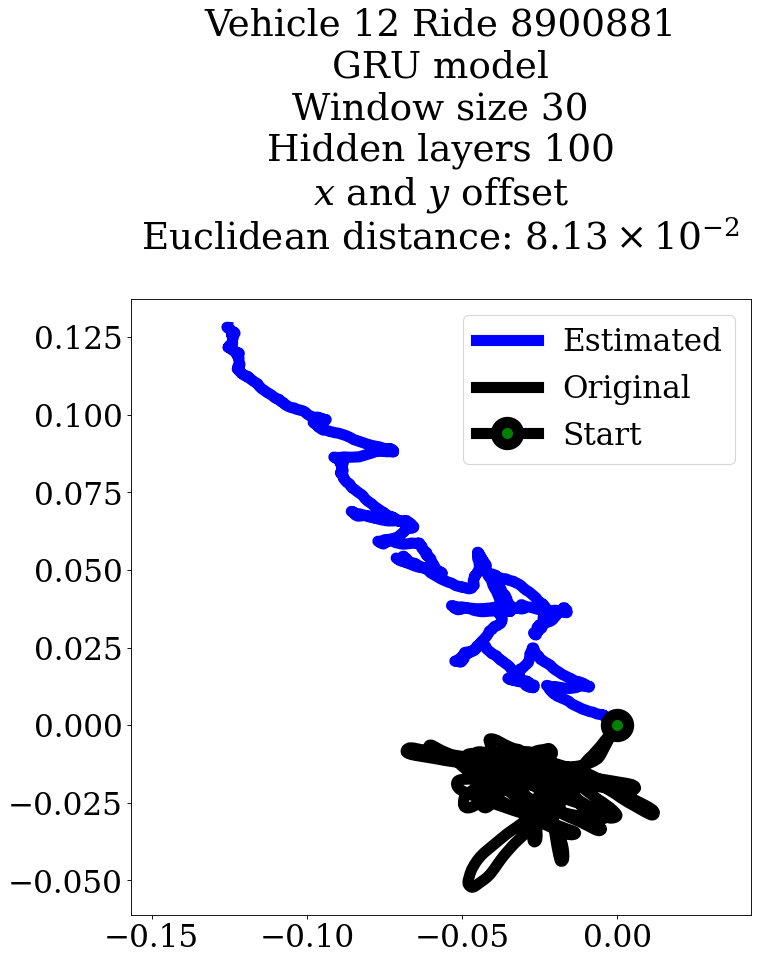 Vehicle 12 Ride 8900881
GRU model
Window size 30
Hidden layers 100
x and y offset
Euclidean distance: 8.13 × 10⁻²
Estimated
Original
Start
0.125
0.100
0.075
0.050
0.025
0.000
−0.025
−0.050
−0.15 −0.10 −0.05 0.00